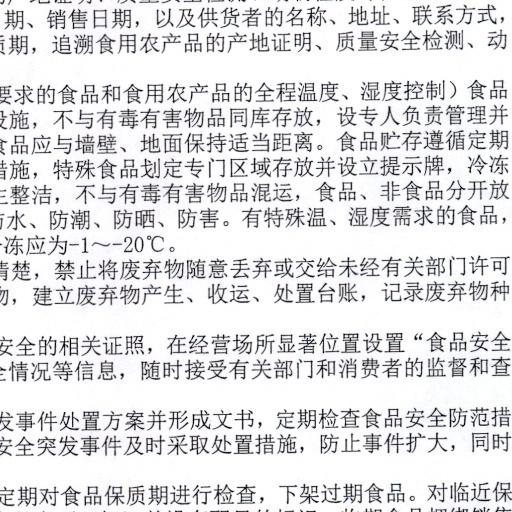 期、销售日期，以及供货者的名称、地址、联系方式，
质期，追溯食用农产品的产地证明、质量安全检测、动
要求的食品和食用农产品的全程温度、湿度控制）食品
设施，不与有毒有害物品同库存放，设专人负责管理并
食品应与墙壁、地面保持适当距离。食品贮存遵循定期
措施，特殊食品划定专门区域存放并设立提示牌，冷冻
生整洁，不与有毒有害物品混运，食品、非食品分开放
防水、防潮、防晒、防害。有特殊温、湿度需求的食品，
冻应为-1～-20℃。
清楚，禁止将废弃物随意丢弃或交给未经有关部门许可
物，建立废弃物产生、收运、处置台账，记录废弃物种
安全的相关证照，在经营场所显著位置设置“食品安全
全情况等信息，随时接受有关部门和消费者的监督和查
发事件处置方案并形成文书，定期检查食品安全防范措
安全突发事件及时采取处置措施，防止事件扩大，同时
定期对食品保质期进行检查，下架过期食品。对临近保